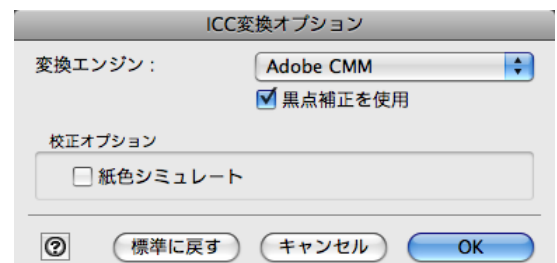 ICC変換オプション
変換エンジン :
Adobe CMM
黒点補正を使用
校正オプション
紙色シミュレート
?
標準に戻す
キャンセル
OK